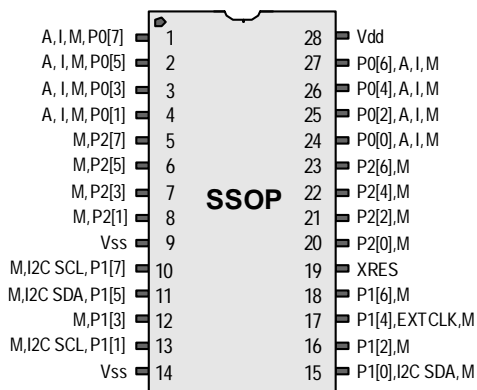 A, I, M, P0[7] 1 28 Vdd
A, I, M, P0[5] 2 27 P0[6], A, I, M
A, I, M, P0[3] 3 26 P0[4], A, I, M
A, I, M, P0[1] 4 25 P0[2], A, I, M
M,P2[7] 5 24 P0[0], A, I, M
M,P2[5] 6 23 P2[6],M
M,P2[3] 7 22 P2[4],M
SSOP
M, P2[1] 8 21 P2[2],M
Vss 9 20 P2[0],M
M,I2C SCL, P1[7] 10 19 XRES
M,I2C SDA, P1[5] 11 18 P1[6],M
M,P1[3] 12 17 P1[4],EXTCLK,M
M,I2C SCL, P1[1] 13 16 P1[2],M
Vss 14 15 P1[0],I2C SDA, M